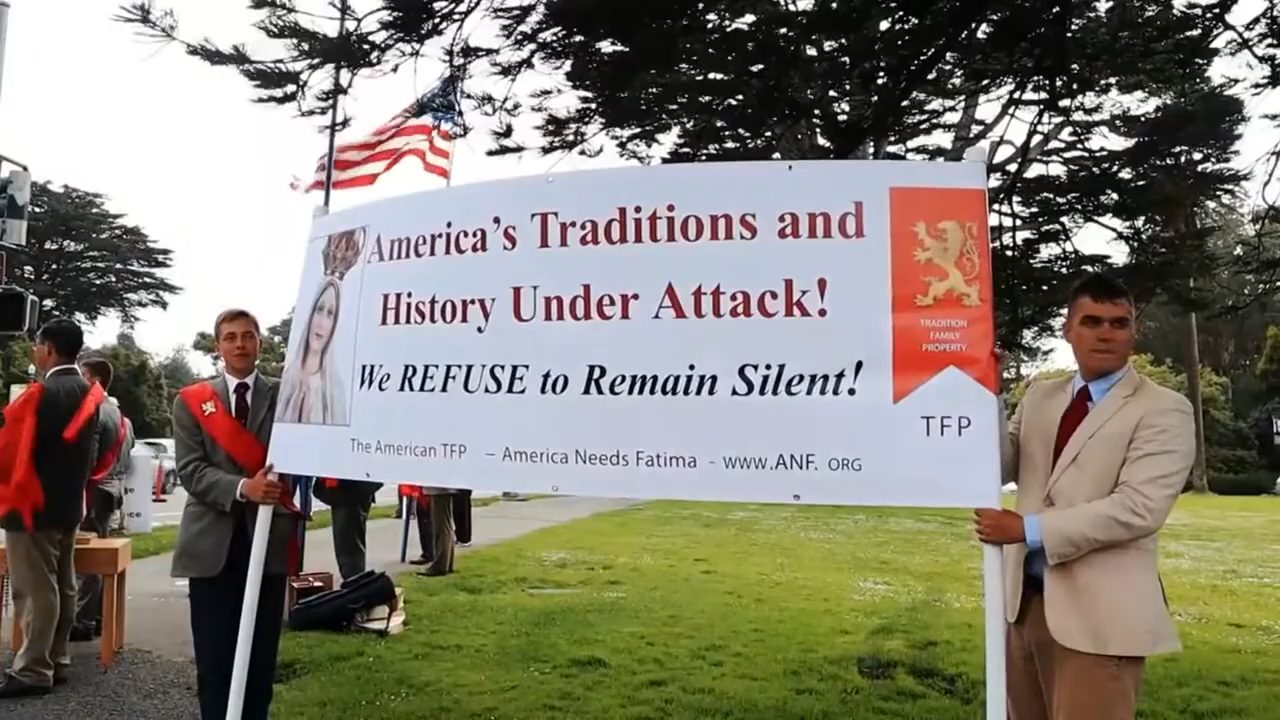 America's Traditions and
History Under Attack!
We REFUSE to Remain Silent!
The American TFP – America Needs Fatima - www.ANF. ORG
TRADITION
FAMILY
PROPERTY
TFP